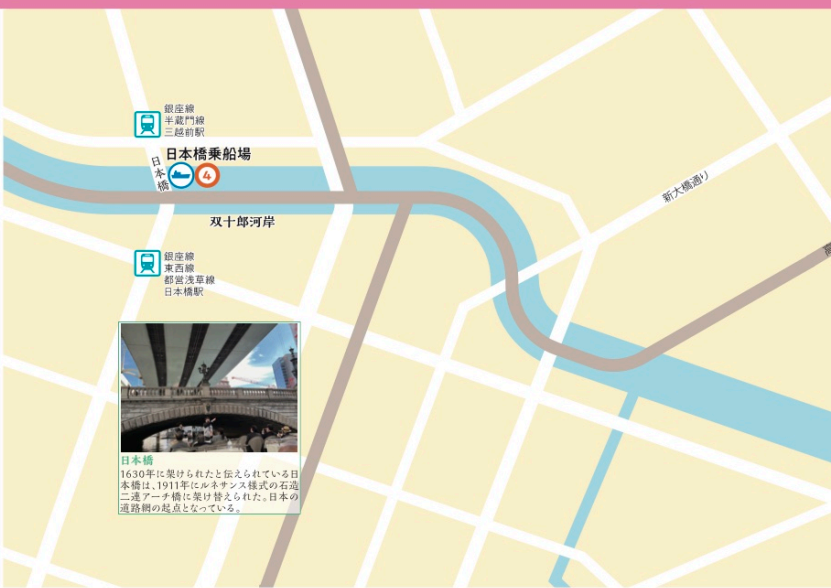 銀座線
半蔵門線
三越前駅
日本橋乗船場
日本橋
4
双十郎河岸
新大橋通り
銀座線
東西線
都営浅草線
日本橋駅
日本橋
1630年に架けられたと伝えられている日
本橋は、1911年にルネサンス様式の石造
二連アーチ橋に架け替えられた。日本の
道路網の起点となっている。